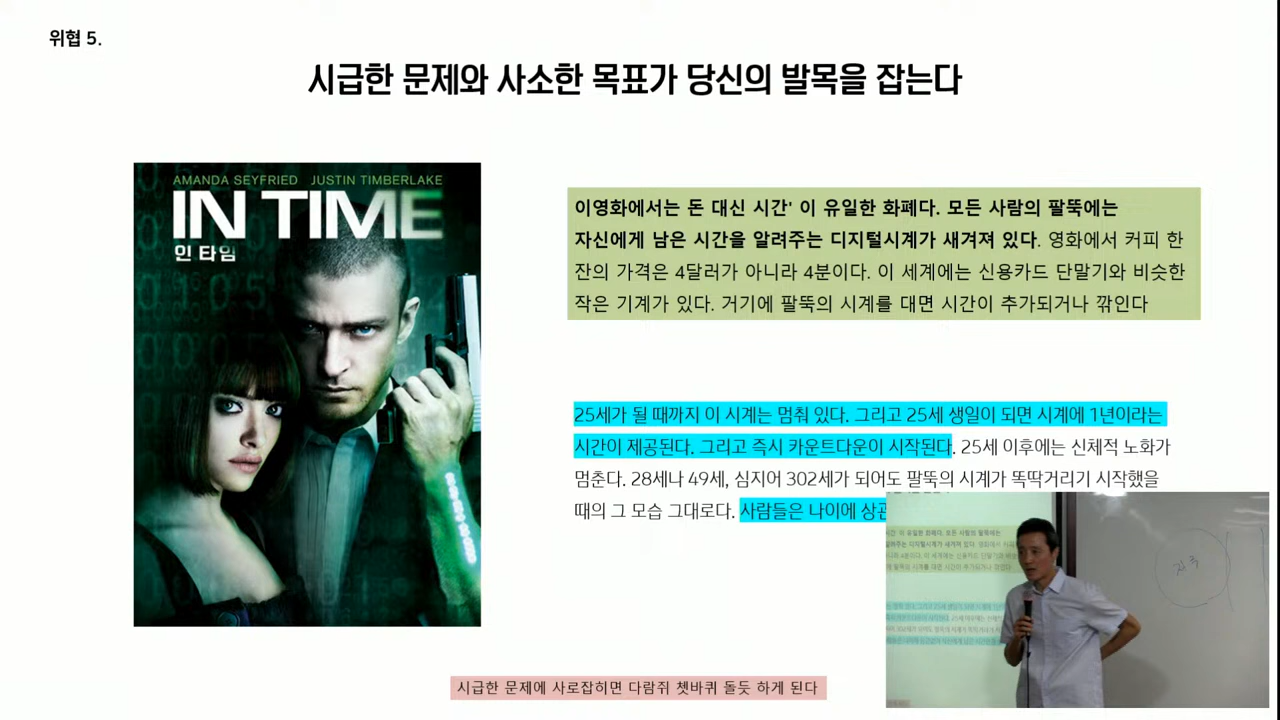 위협 5.
시급한 문제와 사소한 목표가 당신의 발목을 잡는다
AMANDA SEYFRIED JUSTIN TIMBERLAKE
IN TIME
인 타임
이영화에서는 돈 대신 시간' 이 유일한 화폐다. 모든 사람의 팔뚝에는
자신에게 남은 시간을 알려주는 디지털시계가 새겨져 있다. 영화에서 커피 한
잔의 가격은 4달러가 아니라 4분이다. 이 세계에는 신용카드 단말기와 비슷한
작은 기계가 있다. 거기에 팔뚝의 시계를 대면 시간이 추가되거나 깎인다
25세가 될 때까지 이 시계는 멈춰 있다. 그리고 25세 생일이 되면 시계에 1년이라는
시간이 제공된다. 그리고 즉시 카운트다운이 시작된다. 25세 이후에는 신체적 노화가
멈춘다. 28세나 49세, 심지어 302세가 되어도 팔뚝의 시계가 똑딱거리기 시작했을
때의 그 모습 그대로다. 사람들은 나이에 상관
시급한 문제에 사로잡히면 다람쥐 쳇바퀴 돌듯 하게 된다